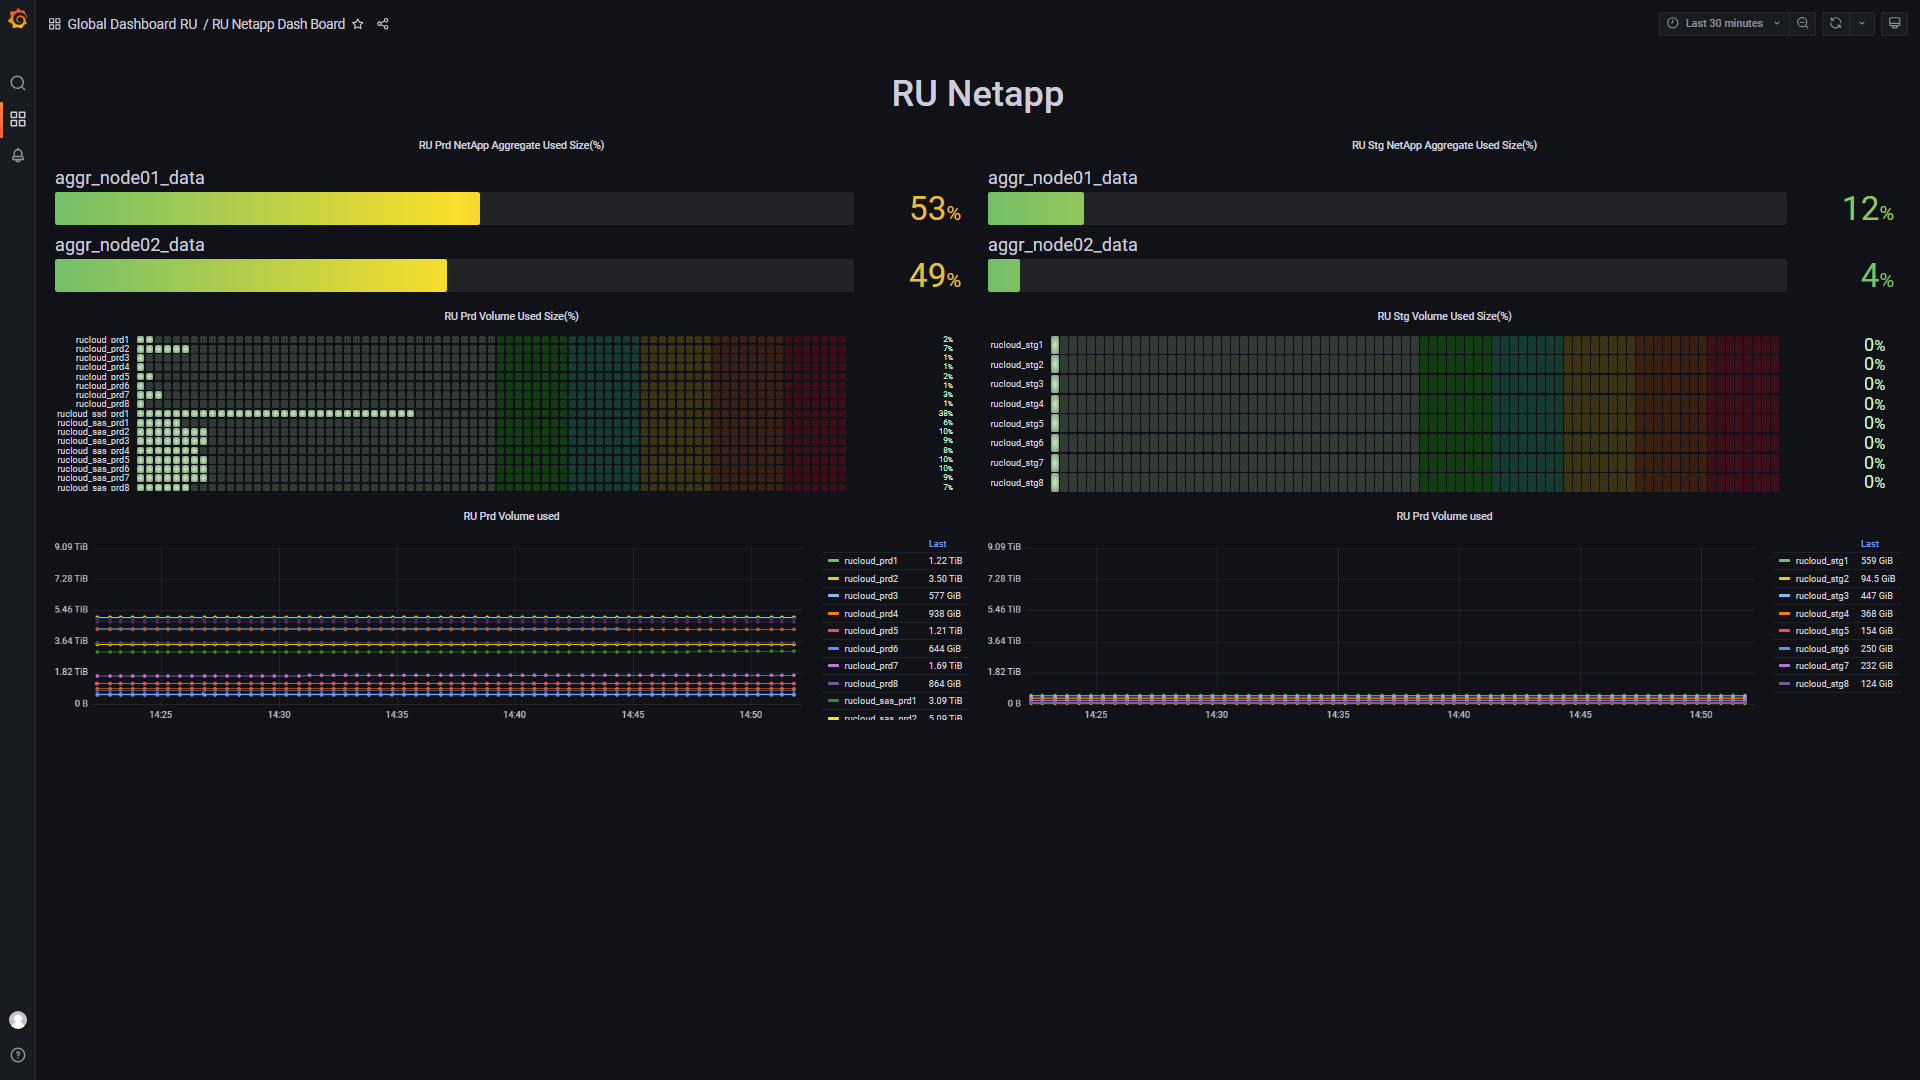 Global Dashboard RU / RU Netapp Dash Board
Last 30 minutes
RU Netapp
RU Prd NetApp Aggregate Used Size(%)
aggr_node01_data
53%
aggr_node02_data
49%
RU Stg NetApp Aggregate Used Size(%)
aggr_node01_data
12%
aggr_node02_data
4%
RU Prd Volume Used Size(%)
rucloud_prd1 2%
rucloud_prd2 7%
rucloud_prd3 1%
rucloud_prd4 1%
rucloud_prd5 2%
rucloud_prd6 1%
rucloud_prd7 3%
rucloud_prd8 1%
rucloud_ssd_prd1 38%
rucloud_sas_prd1 6%
rucloud_sas_prd2 10%
rucloud_sas_prd3 9%
rucloud_sas_prd4 8%
rucloud_sas_prd5 10%
rucloud_sas_prd6 10%
rucloud_sas_prd7 9%
rucloud_sas_prd8 7%
RU Stg Volume Used Size(%)
rucloud_stg1 0%
rucloud_stg2 0%
rucloud_stg3 0%
rucloud_stg4 0%
rucloud_stg5 0%
rucloud_stg6 0%
rucloud_stg7 0%
rucloud_stg8 0%
RU Prd Volume used
9.09 TiB
7.28 TiB
5.46 TiB
3.64 TiB
1.82 TiB
0 B
14:25 14:30 14:35 14:40 14:45 14:50
Last
rucloud_prd1 1.22 TiB
rucloud_prd2 3.50 TiB
rucloud_prd3 577 GiB
rucloud_prd4 938 GiB
rucloud_prd5 1.21 TiB
rucloud_prd6 644 GiB
rucloud_prd7 1.69 TiB
rucloud_prd8 864 GiB
rucloud_sas_prd1 3.09 TiB
rucloud_sas_prd2 5.09 TiB
RU Prd Volume used
9.09 TiB
7.28 TiB
5.46 TiB
3.64 TiB
1.82 TiB
0 B
14:25 14:30 14:35 14:40 14:45 14:50
Last
rucloud_stg1 559 GiB
rucloud_stg2 94.5 GiB
rucloud_stg3 447 GiB
rucloud_stg4 368 GiB
rucloud_stg5 154 GiB
rucloud_stg6 250 GiB
rucloud_stg7 232 GiB
rucloud_stg8 124 GiB